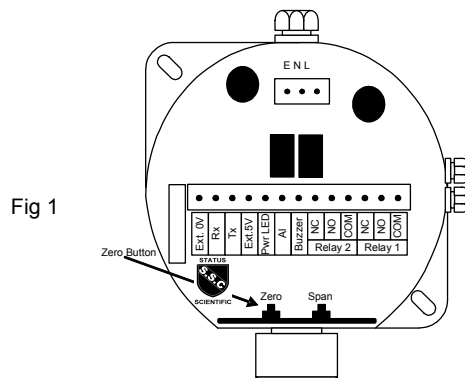 E N L
Fig 1
Ext. 0V Rx Tx Ext.5V Pwr LED AI Buzzer NC NO COM NC NO COM
Relay 2 Relay 1
Zero Button
STATUS
S.S.C
SCIENTIFIC
Zero Span